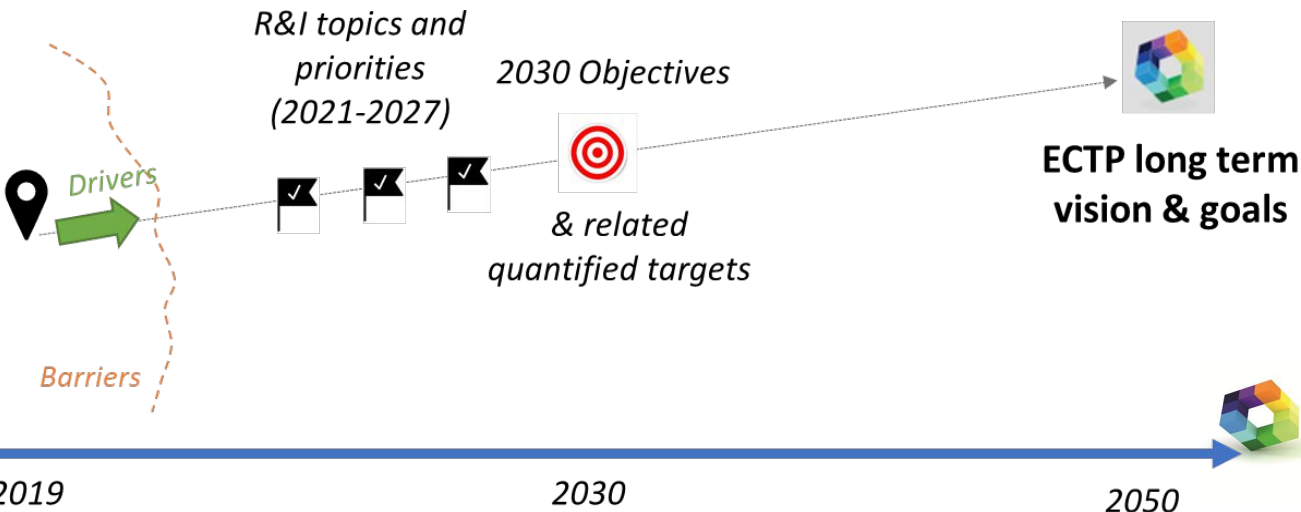 R&I topics and
priorities
(2021-2027)
2030 Objectives
& related
quantified targets
ECTP long term
vision & goals
Drivers
Barriers
2019
2030
2050